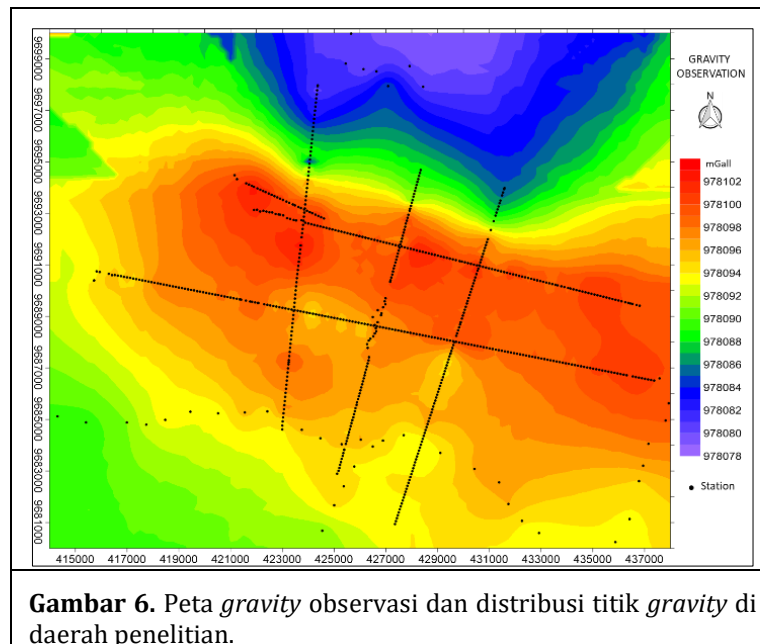 GRAVITY
OBSERVATION
N
mGall
978102
978100
978098
978096
978094
978092
978090
978088
978086
978084
978082
978080
978078
Station
9699000
9697000
9695000
9693000
9691000
9689000
9687000
9685000
9683000
9681000
415000 417000 419000 421000 423000 425000 427000 429000 431000 433000 435000 437000
Gambar 6. Peta gravity observasi dan distribusi titik gravity di
daerah penelitian.